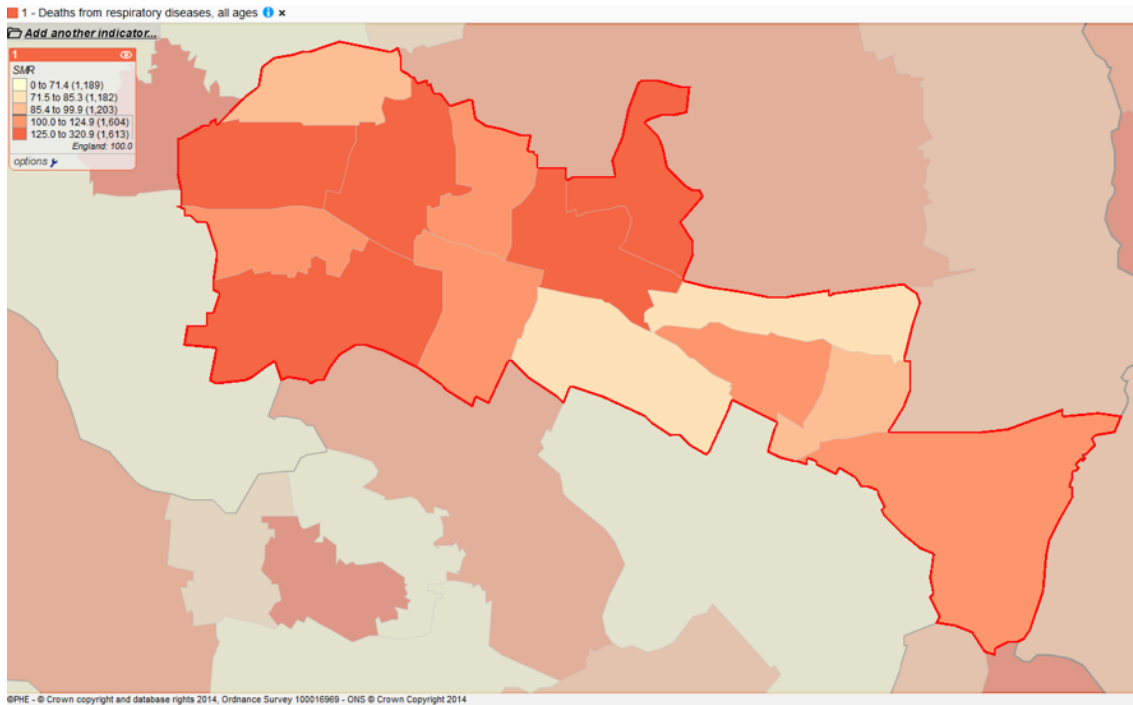 1 - Deaths from respiratory diseases, all ages
Add another indicator...
1
SMR
0 to 71.4 (1,189)
71.5 to 85.3 (1,182)
85.4 to 99.9 (1,203)
100.0 to 124.9 (1,604)
125.0 to 320.9 (1,613)
England: 100.0
options
©PHE - © Crown copyright and database rights 2014, Ordnance Survey 100016969 - ONS © Crown Copyright 2014